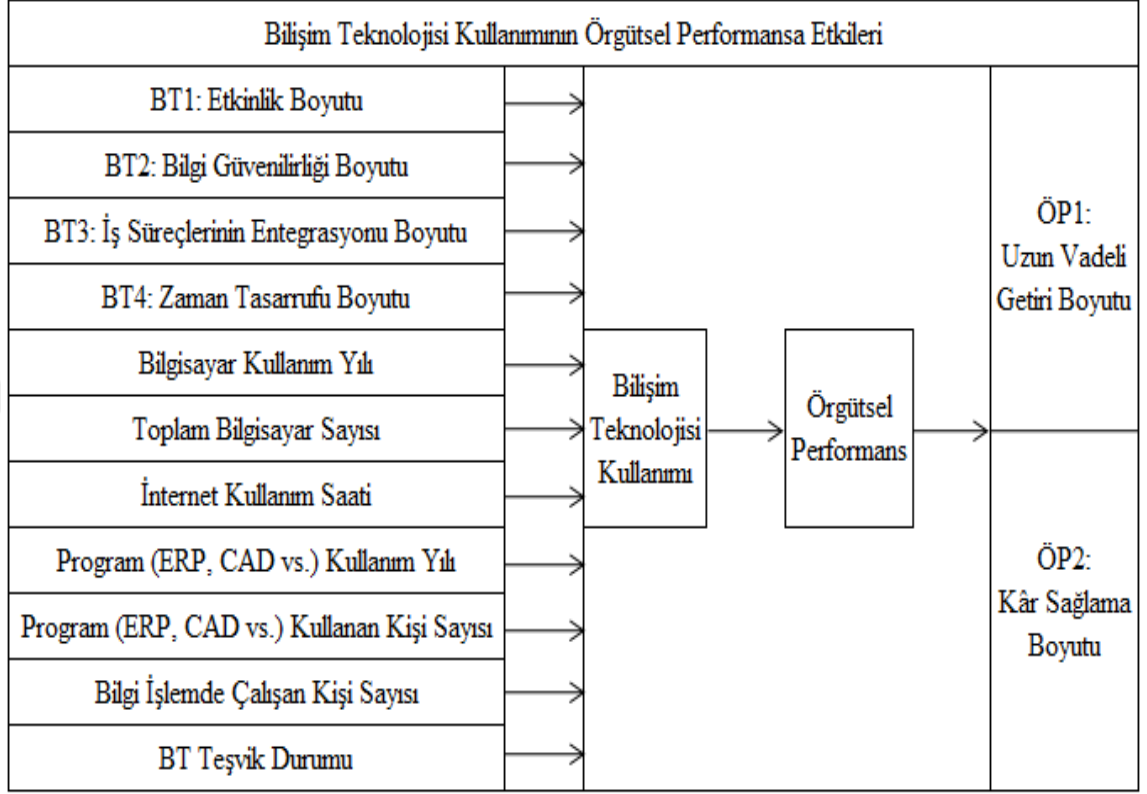 Bilişim Teknolojisi Kullanımının Örgütsel Performansa Etkileri
BT1: Etkinlik Boyutu
BT2: Bilgi Güvenilirliği Boyutu
BT3: İş Süreçlerinin Entegrasyonu Boyutu
BT4: Zaman Tasarrufu Boyutu
Bilgisayar Kullanım Yılı
Toplam Bilgisayar Sayısı
İnternet Kullanım Saati
Program (ERP, CAD vs.) Kullanım Yılı
Program (ERP, CAD vs.) Kullanan Kişi Sayısı
Bilgi İşlemde Çalışan Kişi Sayısı
BT Teşvik Durumu
Bilişim
Teknolojisi
Kullanımı
Örgütsel
Performans
ÖP1:
Uzun Vadeli
Getiri Boyutu
ÖP2:
Kâr Sağlama
Boyutu